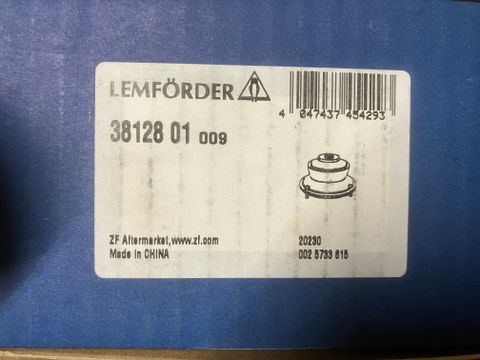 LEMFÖRDER
4 047437 454293
38128 01 009
ZF Aftermarket,www.zf.com
Made in CHINA
20230
002 5733 615